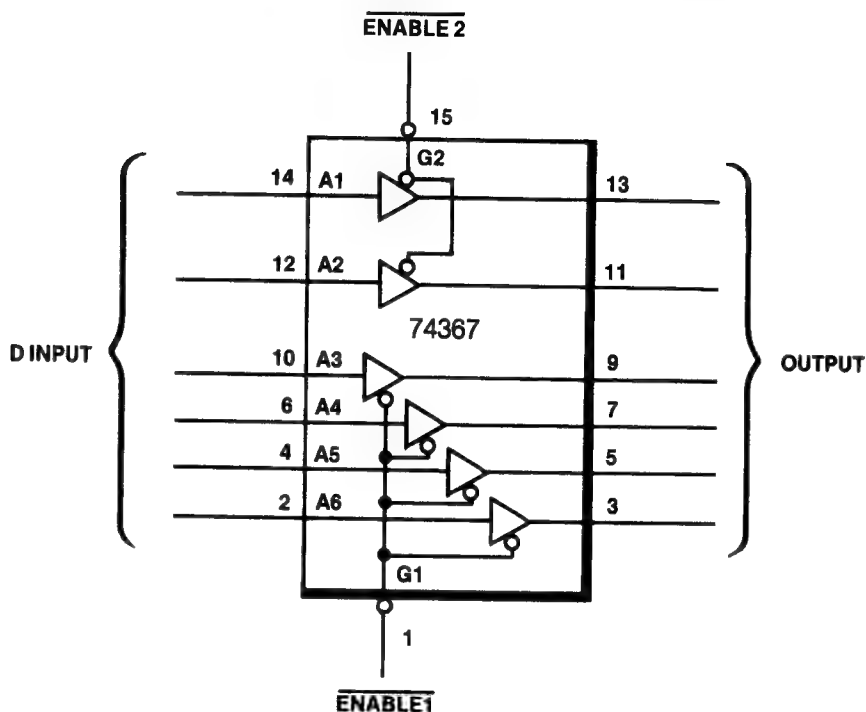 ENABLE 2
15
G2
14 A1 13
12 A2 11
74367
D INPUT
10 A3 9
OUTPUT
6 A4 7
4 A5 5
2 A6 3
G1
1
ENABLE1